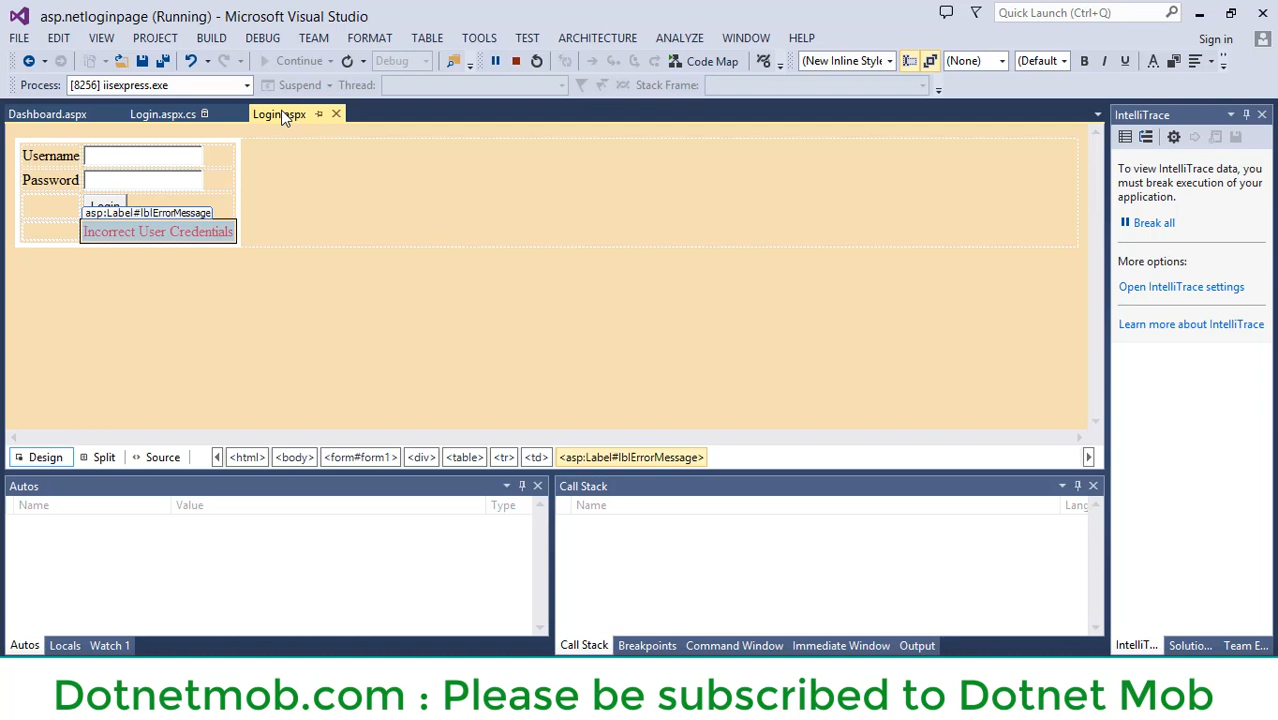 asp.netloginpage (Running) - Microsoft Visual Studio
Quick Launch (Ctrl+Q)
FILE EDIT VIEW PROJECT BUILD DEBUG TEAM FORMAT TABLE TOOLS TEST ARCHITECTURE ANALYZE WINDOW HELP
Sign in
Continue Debug Code Map (New Inline Style (None) (Default B I U A
Process: [8256] iisexpress.exe Suspend Thread: Stack Frame:
Dashboard.aspx Login.aspx.cs Login.aspx
IntelliTrace
Username
Password
Login
asp:Label#lblErrorMessage
Incorrect User Credentials
To view IntelliTrace data, you
must break execution of your
application.
Break all
More options:
Open IntelliTrace settings
Learn more about IntelliTrace
Design Split Source <html> <body> <form#form1> <div> <table> <tr> <td> <asp:Label#lblErrorMessage>
Autos
Name Value Type
Call Stack
Name Lang
Autos Locals Watch 1
Call Stack Breakpoints Command Window Immediate Window Output
IntelliT... Solutio... Team E...
Dotnetmob.com : Please be subscribed to Dotnet Mob